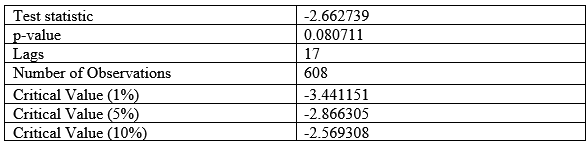 Test statistic -2.662739
p-value 0.080711
Lags 17
Number of Observations 608
Critical Value (1%) -3.441151
Critical Value (5%) -2.866305
Critical Value (10%) -2.569308